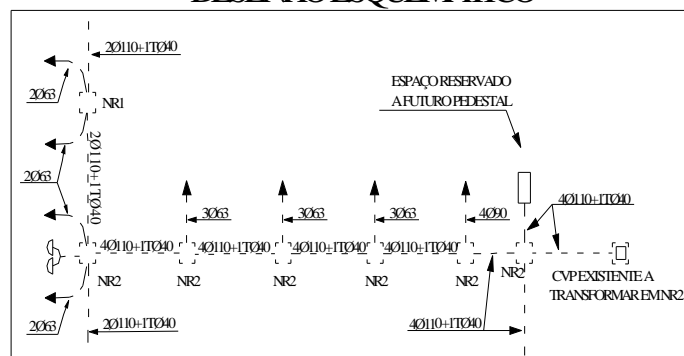 2Ø110+1TØ40
2Ø63
NR1
ESPAÇO RESERVADO
A FUTURO PEDESTAL
2Ø110+1TØ40
2Ø63
3Ø63
3Ø63
3Ø63
4Ø90
4Ø110+1TØ40
4Ø110+1TØ40
4Ø110+1TØ40
4Ø110+1TØ40
4Ø110+1TØ40
NR2
NR2
NR2
NR2
NR2
NR2
CVP EXISTENTE A
TRANSFORMAR EM NR2
2Ø63
2Ø110+1TØ40
4Ø110+1TØ40